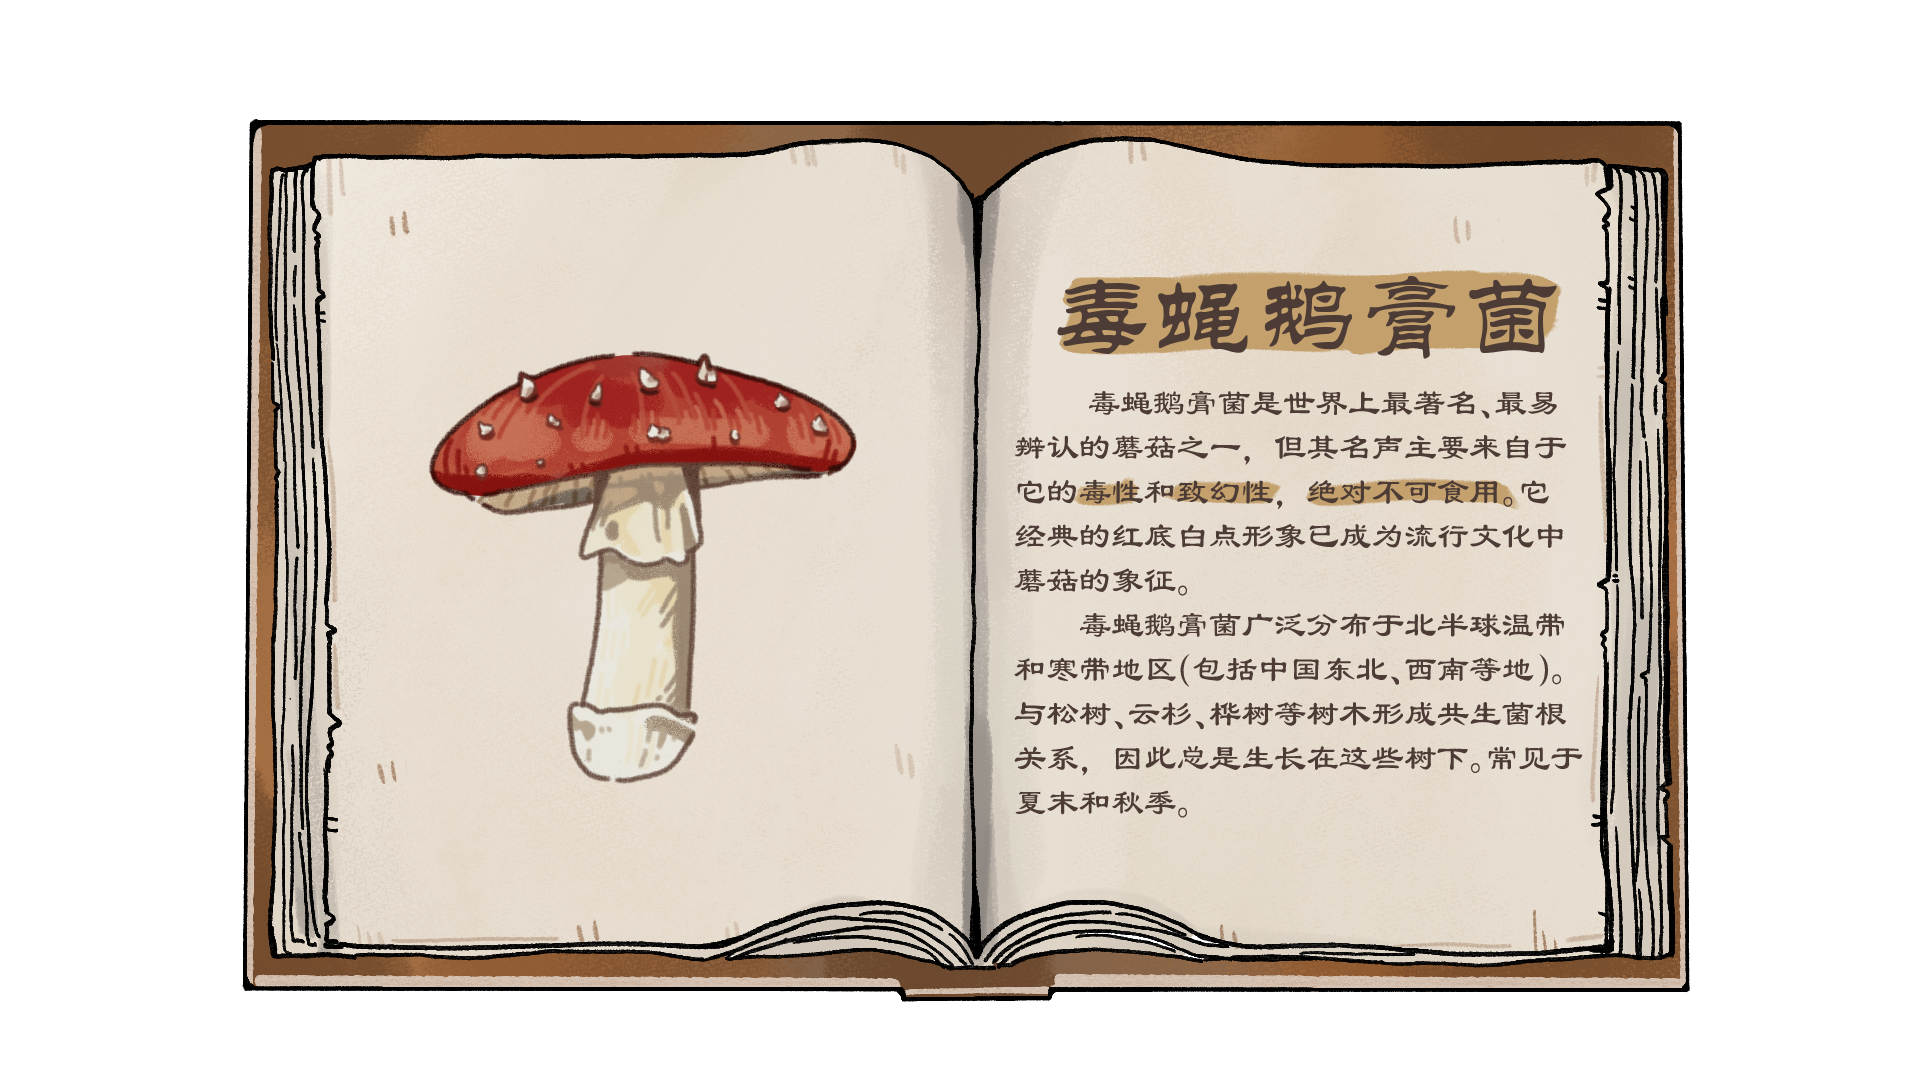 毒蝇鹅膏菌
毒蝇鹅膏菌是世界上最著名、最易
辨认的蘑菇之一，但其名声主要来自于
它的毒性和致幻性，绝对不可食用。它
经典的红底白点形象已成为流行文化中
蘑菇的象征。
毒蝇鹅膏菌广泛分布于北半球温带
和寒带地区(包括中国东北、西南等地)。
与松树、云杉、桦树等树木形成共生菌根
关系，因此总是生长在这些树下。常见于
夏末和秋季。